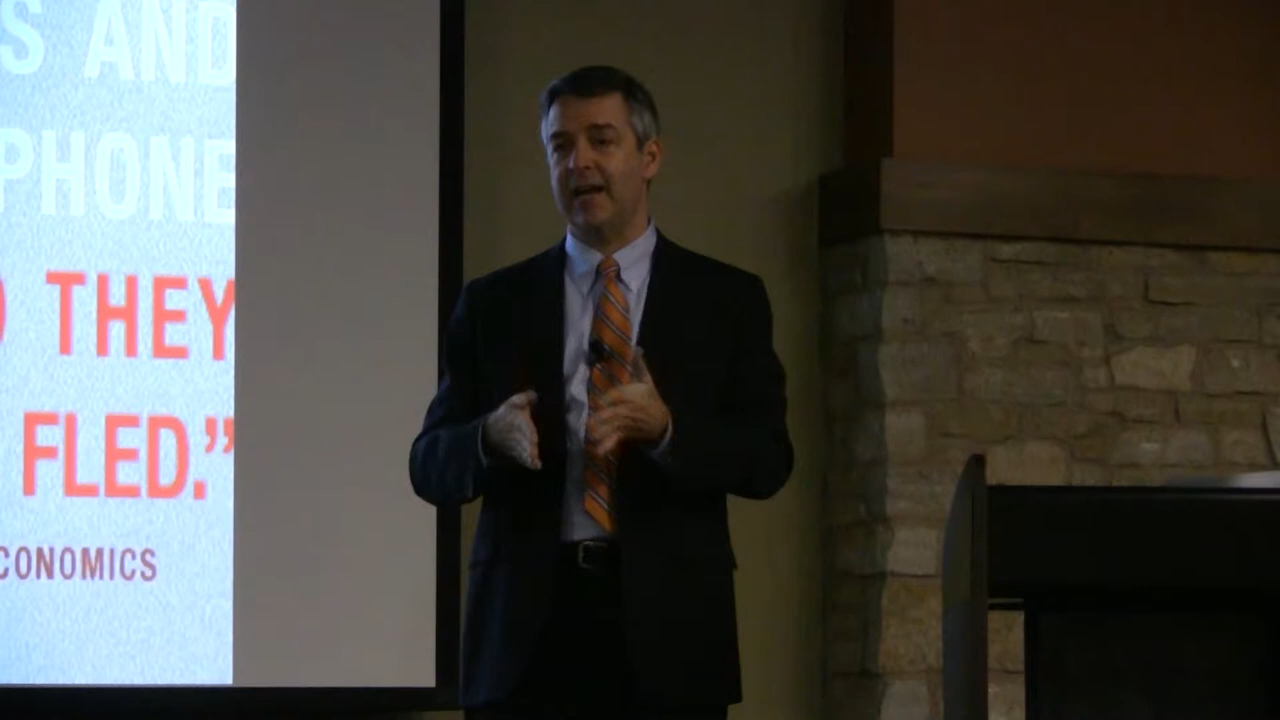 S AND
PHONE
THEY
FLED.”
CONOMICS